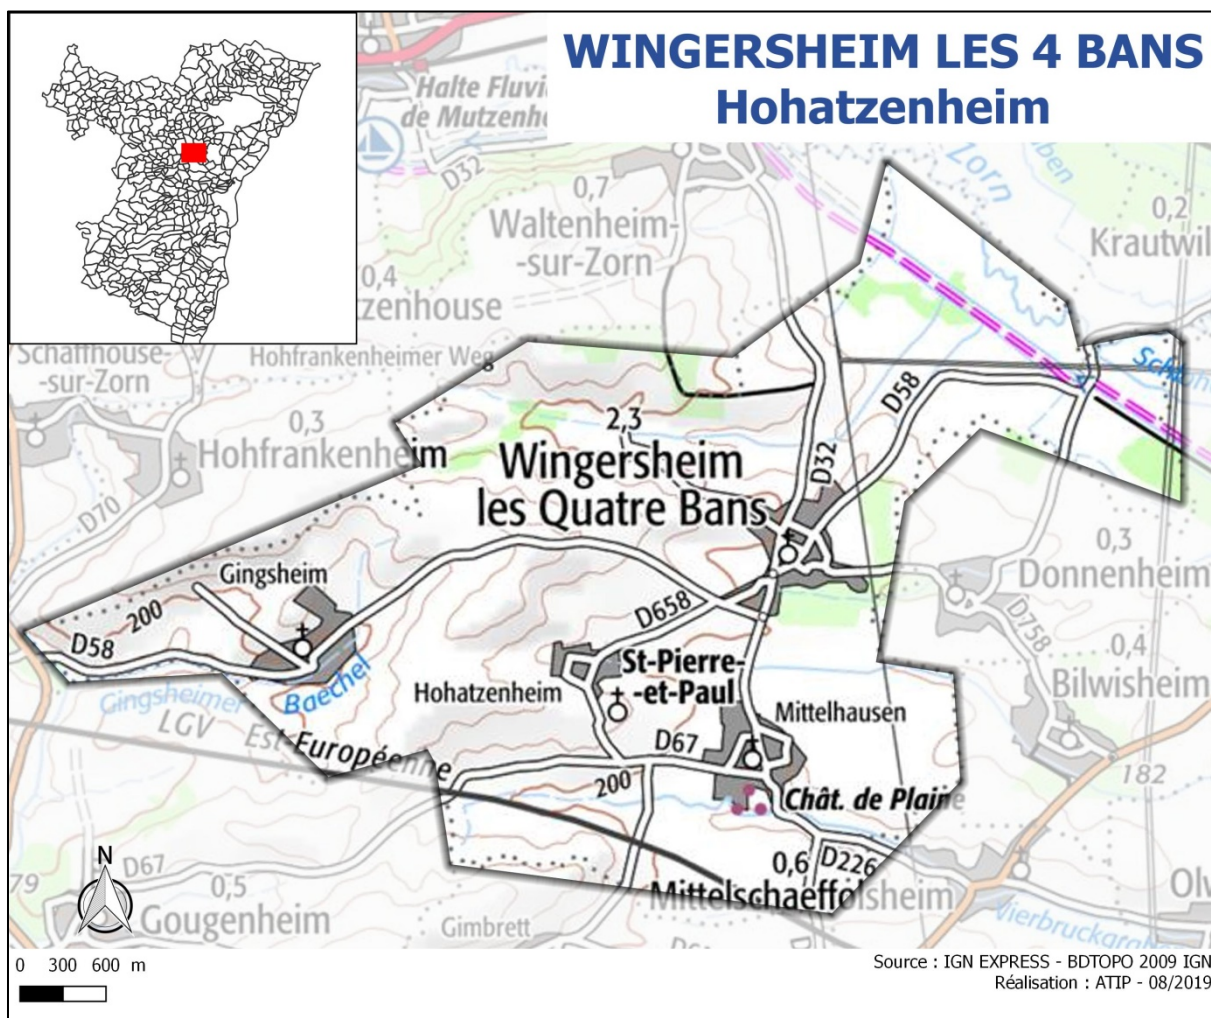 WINGERSHEIM LES 4 BANS
Hohatzenheim
Halte Fluvi
de Mutzenh
D32
Zorn
0,7
Waltenheim-
-sur-Zorn
0,2
Krautwil
0,4
zenhouse
Schaffhouse-
-sur-Zorn
Hohfrankenheimer Weg
0,3
Hohfrankenheim
D70
2,3
Wingersheim
les Quatre Bans
D32
D58
0,3
Donnenheim
D758
0,4
Bilwisheim
Gingsheim
200
D58
D658
St-Pierre-
-et-Paul
Hohatzenheim
Mittelhausen
Gingsheimer
Baechel
LGV Est Européenne
D67
200
182
Chât. de Plaine
0,6
D226
Mittelschaeffolsheim
N
D67
79
0,5
Gougenheim
Gimbrett
Vierbruckgraben
Olv
0 300 600 m
Source : IGN EXPRESS - BDTOPO 2009 IGN
Réalisation : ATIP - 08/2019